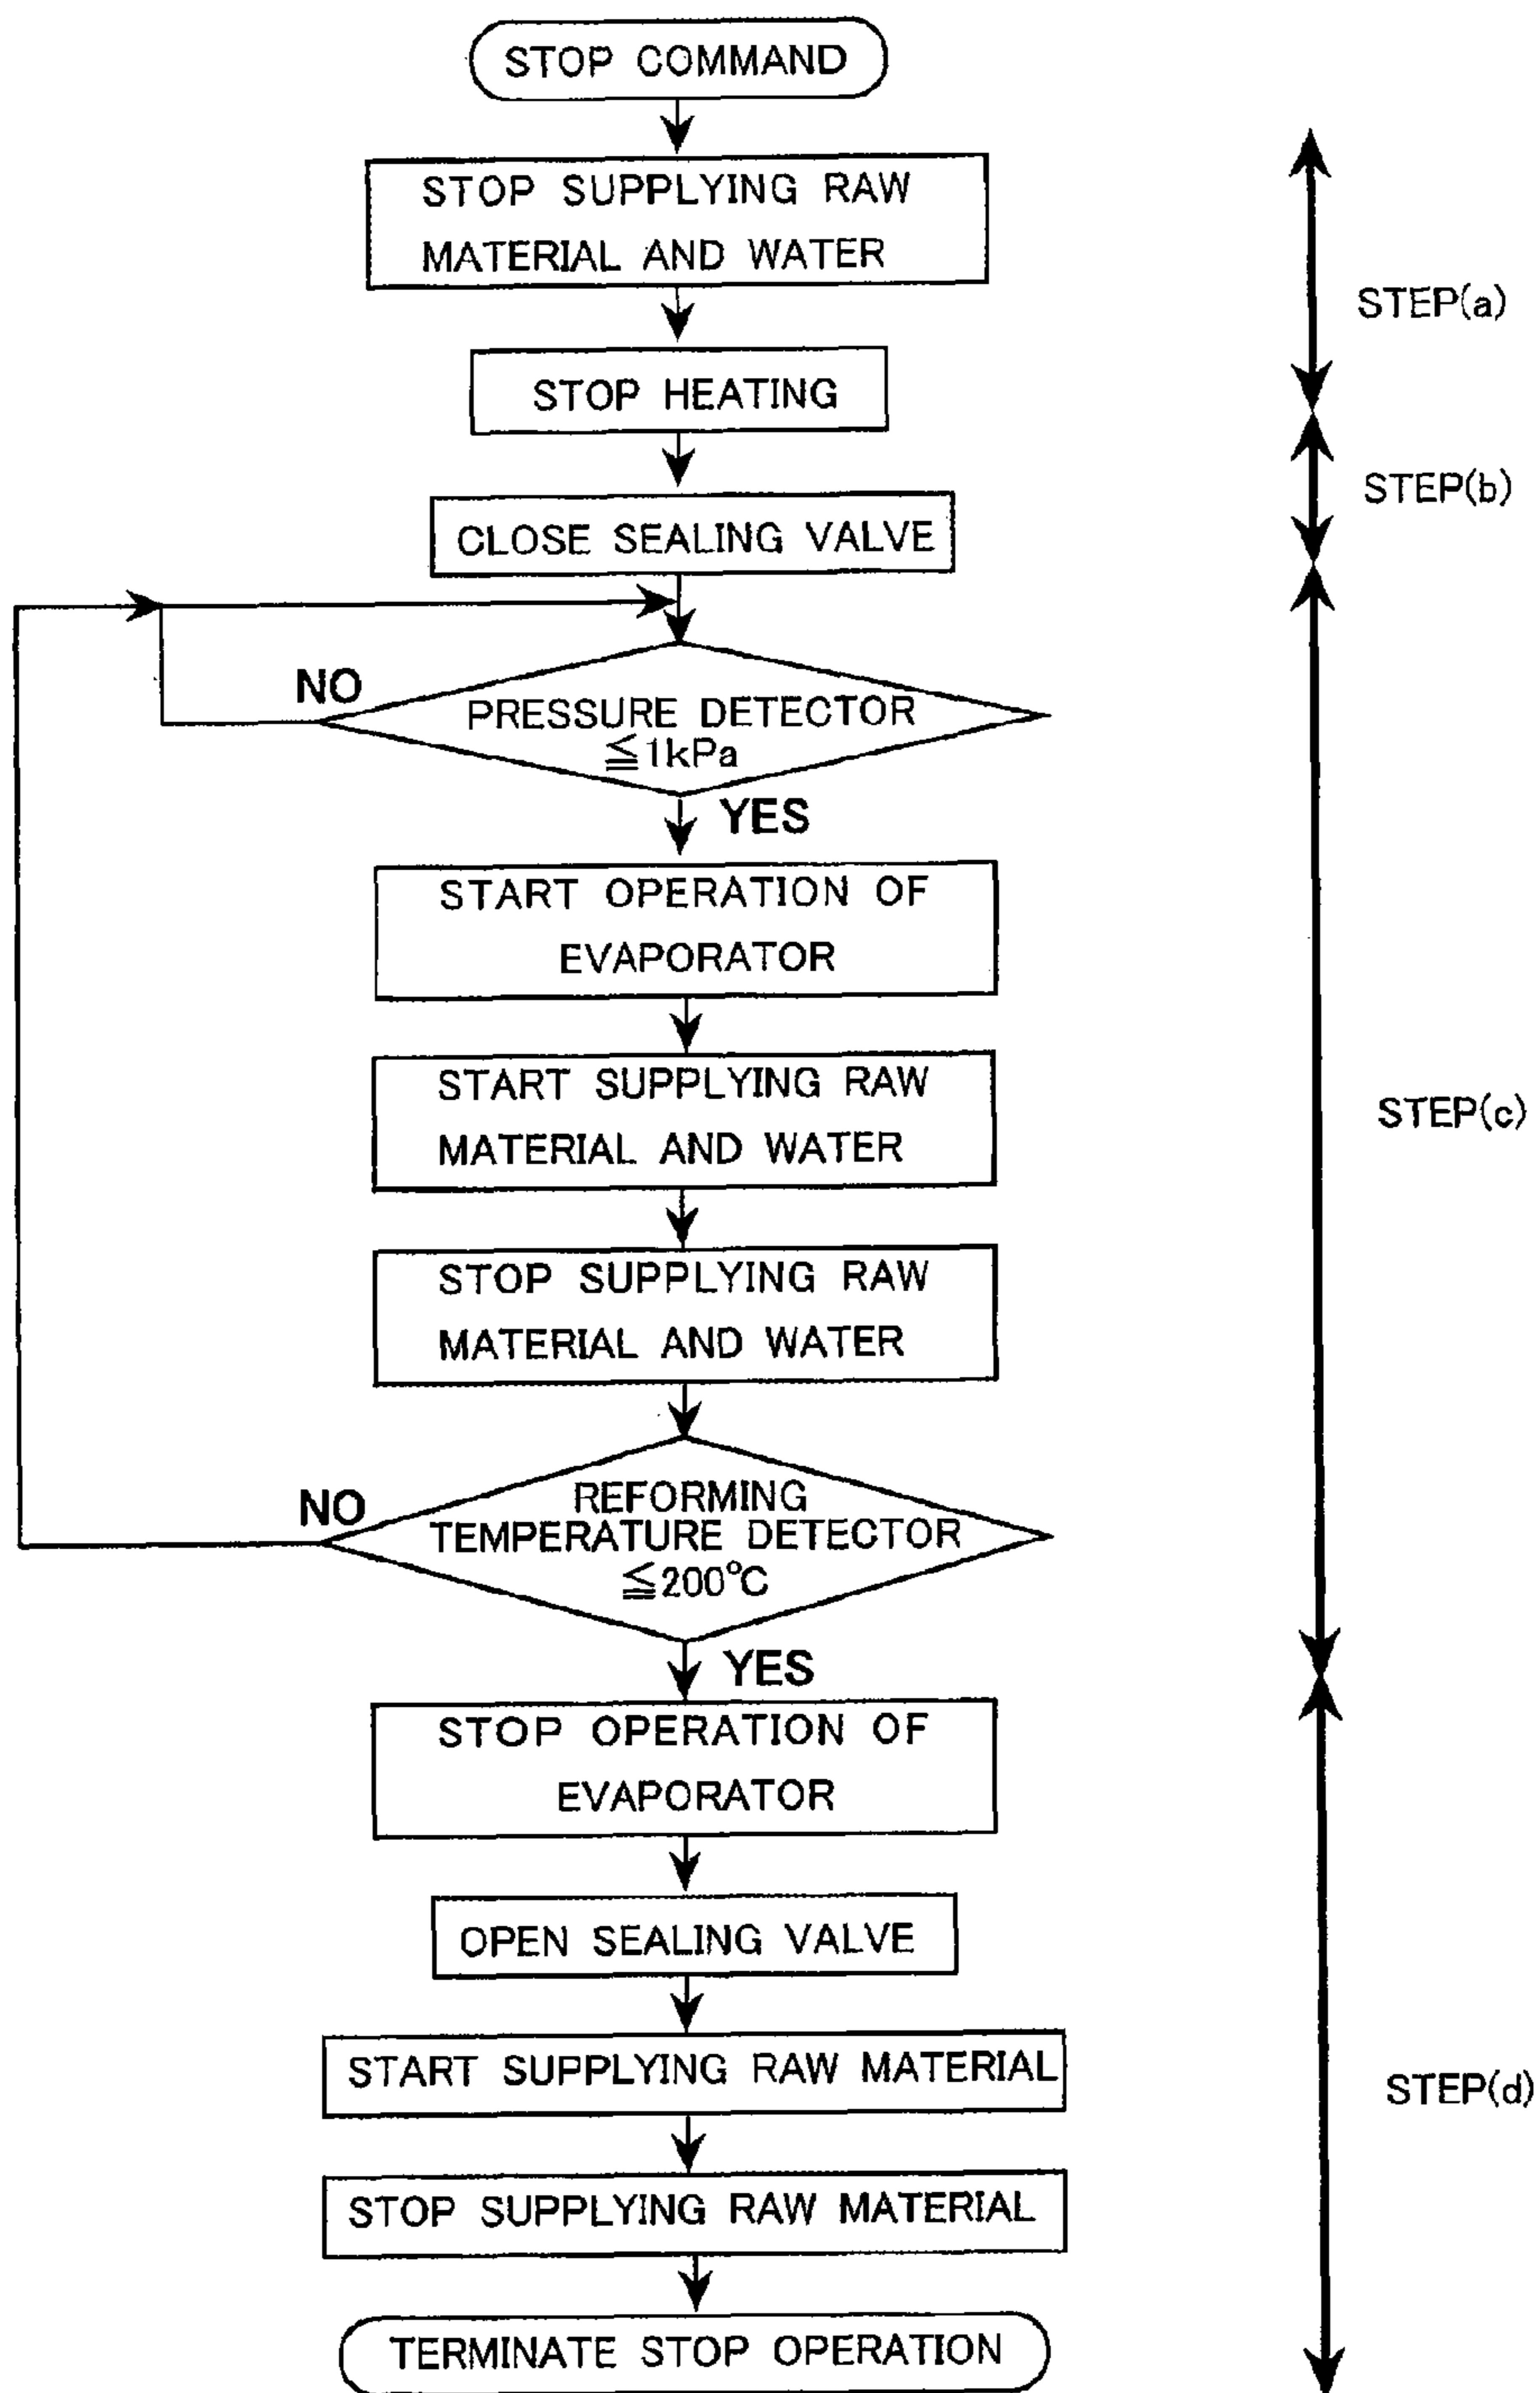 STOP COMMAND
STOP SUPPLYING RAW
MATERIAL AND WATER
STEP(a)
STOP HEATING
STEP(b)
CLOSE SEALING VALVE
NO
PRESSURE DETECTOR
≦1kPa
YES
START OPERATION OF
EVAPORATOR
START SUPPLYING RAW
MATERIAL AND WATER
STEP(c)
STOP SUPPLYING RAW
MATERIAL AND WATER
NO
REFORMING
TEMPERATURE DETECTOR
≦200°C
YES
STOP OPERATION OF
EVAPORATOR
OPEN SEALING VALVE
START SUPPLYING RAW MATERIAL
STEP(d)
STOP SUPPLYING RAW MATERIAL
TERMINATE STOP OPERATION